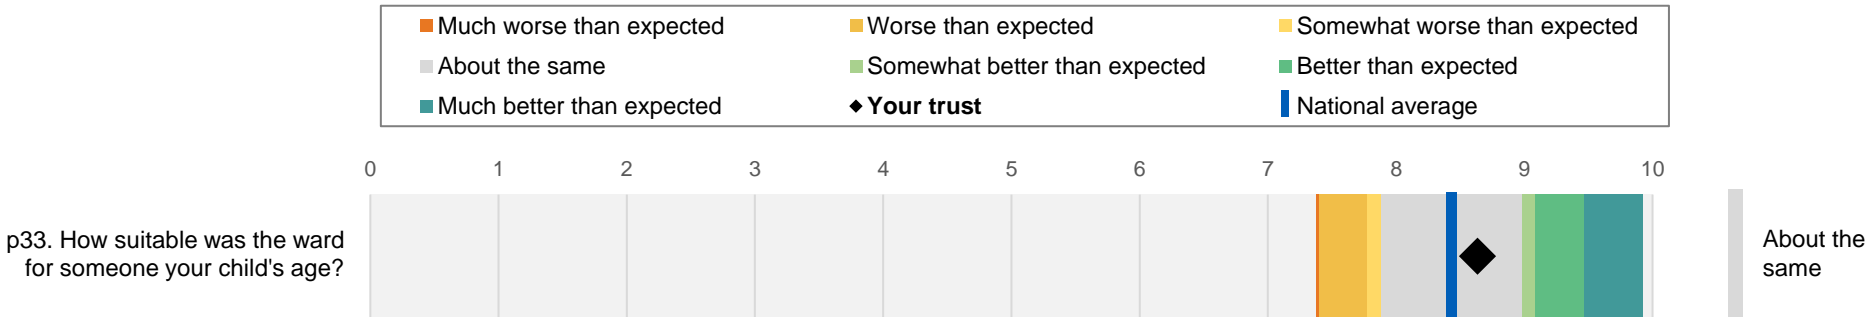 Much worse than expected
Worse than expected
Somewhat worse than expected
About the same
Somewhat better than expected
Better than expected
Much better than expected
Your trust
National average
0 1 2 3 4 5 6 7 8 9 10
p33. How suitable was the ward
for someone your child's age?
About the
same